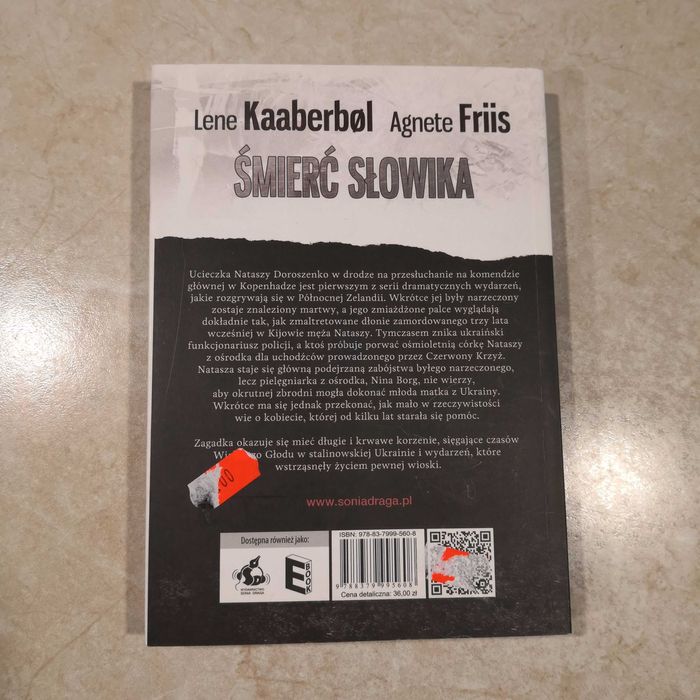 Lene Kaaberbøl Agnete Friis
ŚMIERĆ SŁOWIKA
Ucieczka Nataszy Doroszenko w drodze na przesłuchanie na komendzie
głównej w Kopenhadze jest pierwszym z serii dramatycznych wydarzeń,
jakie rozgrywają się w Północnej Zelandii. Wkrótce jej były narzeczony
zostaje znaleziony martwy, a jego zmiażdżone palce wyglądają
dokładnie tak, jak zmaltretowane dłonie zamordowanego trzy lata
wcześniej w Kijowie męża Nataszy. Tymczasem znika ukraiński
funkcjonariusz policji, a ktoś próbuje porwać ośmioletnią córkę Nataszy
z ośrodka dla uchodźców prowadzonego przez Czerwony Krzyż.
Natasza staje się główną podejrzaną zabójstwa byłego narzeczonego,
lecz pielęgniarka z ośrodka, Nina Borg, nie wierzy,
aby okrutnej zbrodni mogła dokonać młoda matka z Ukrainy.
Wkrótce ma się jednak przekonać, jak mało w rzeczywistości
wie o kobiecie, której od kilku lat starała się pomóc.
Zagadka okazuje się mieć długie i krwawe korzenie, sięgające czasów
Głodu w stalinowskiej Ukrainie i wydarzeń, które
wstrząsnęły życiem pewnej wioski.
www.soniadraga.pl
Dostępna również jako:
WYDAWNICTWO
SONIA DRAGA
E BOOK
ISBN: 978-83-7999-560-8
9 788379 995608
Cena detaliczna: 36,00 zł